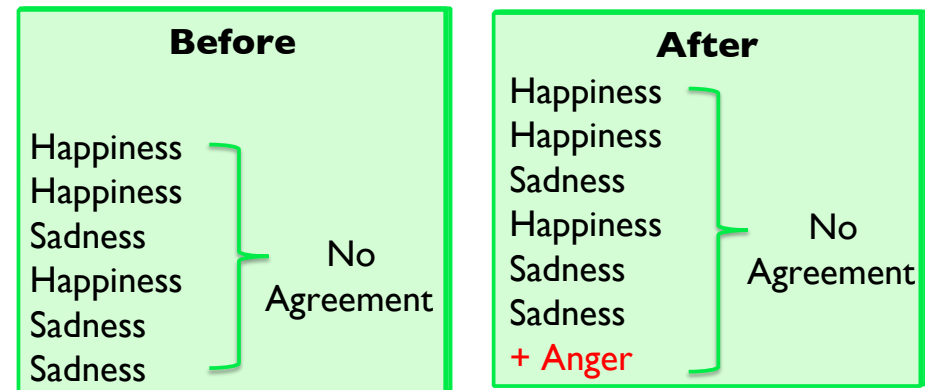 Before
Happiness
Happiness
Sadness
Happiness
Sadness
Sadness
No
Agreement
After
Happiness
Happiness
Sadness
Happiness
Sadness
Sadness
+ Anger
No
Agreement